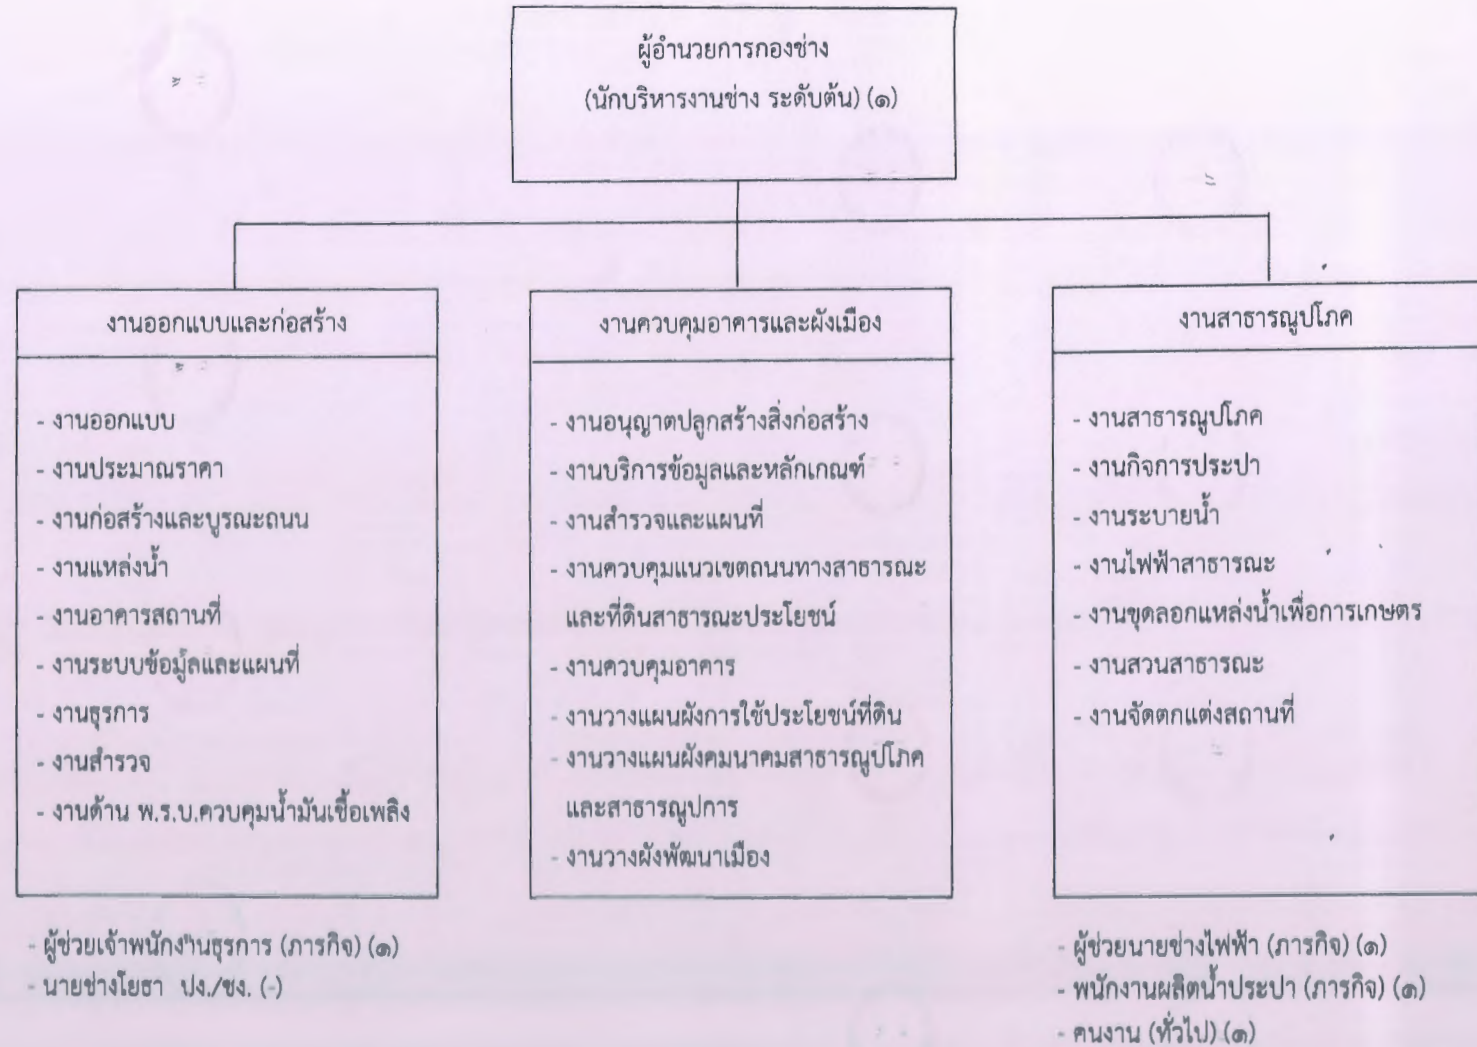 ผู้อำนวยการกองช่าง
(นักบริหารงานช่าง ระดับต้น) (๑)
งานออกแบบและก่อสร้าง
- งานออกแบบ
- งานประมาณราคา
- งานก่อสร้างและบูรณะถนน
- งานแหล่งน้ำ
- งานอาคารสถานที่
- งานระบบข้อมูลและแผนที่
- งานธุรการ
- งานสำรวจ
- งานด้าน พ.ร.บ.ควบคุมน้ำมันเชื้อเพลิง
- ผู้ช่วยเจ้าพนักงานธุรการ (ภารกิจ) (๑)
- นายช่างโยธา ปง./ชง. (-)
งานควบคุมอาคารและผังเมือง
- งานอนุญาตปลูกสร้างสิ่งก่อสร้าง
- งานบริการข้อมูลและหลักเกณฑ์
- งานสำรวจและแผนที่
- งานควบคุมแนวเขตถนนทางสาธารณะ
และที่ดินสาธารณะประโยชน์
- งานควบคุมอาคาร
- งานวางแผนผังการใช้ประโยชน์ที่ดิน
- งานวางแผนผังคมนาคมสาธารณูปโภค
และสาธารณูปการ
- งานวางผังพัฒนาเมือง
งานสาธารณูปโภค
- งานสาธารณูปโภค
- งานกิจการประปา
- งานระบายน้ำ
- งานไฟฟ้าสาธารณะ
- งานขุดลอกแหล่งน้ำเพื่อการเกษตร
- งานสวนสาธารณะ
- งานจัดตกแต่งสถานที่
- ผู้ช่วยนายช่างไฟฟ้า (ภารกิจ) (๑)
- พนักงานผลิตน้ำประปา (ภารกิจ) (๑)
- คนงาน (ทั่วไป) (๑)